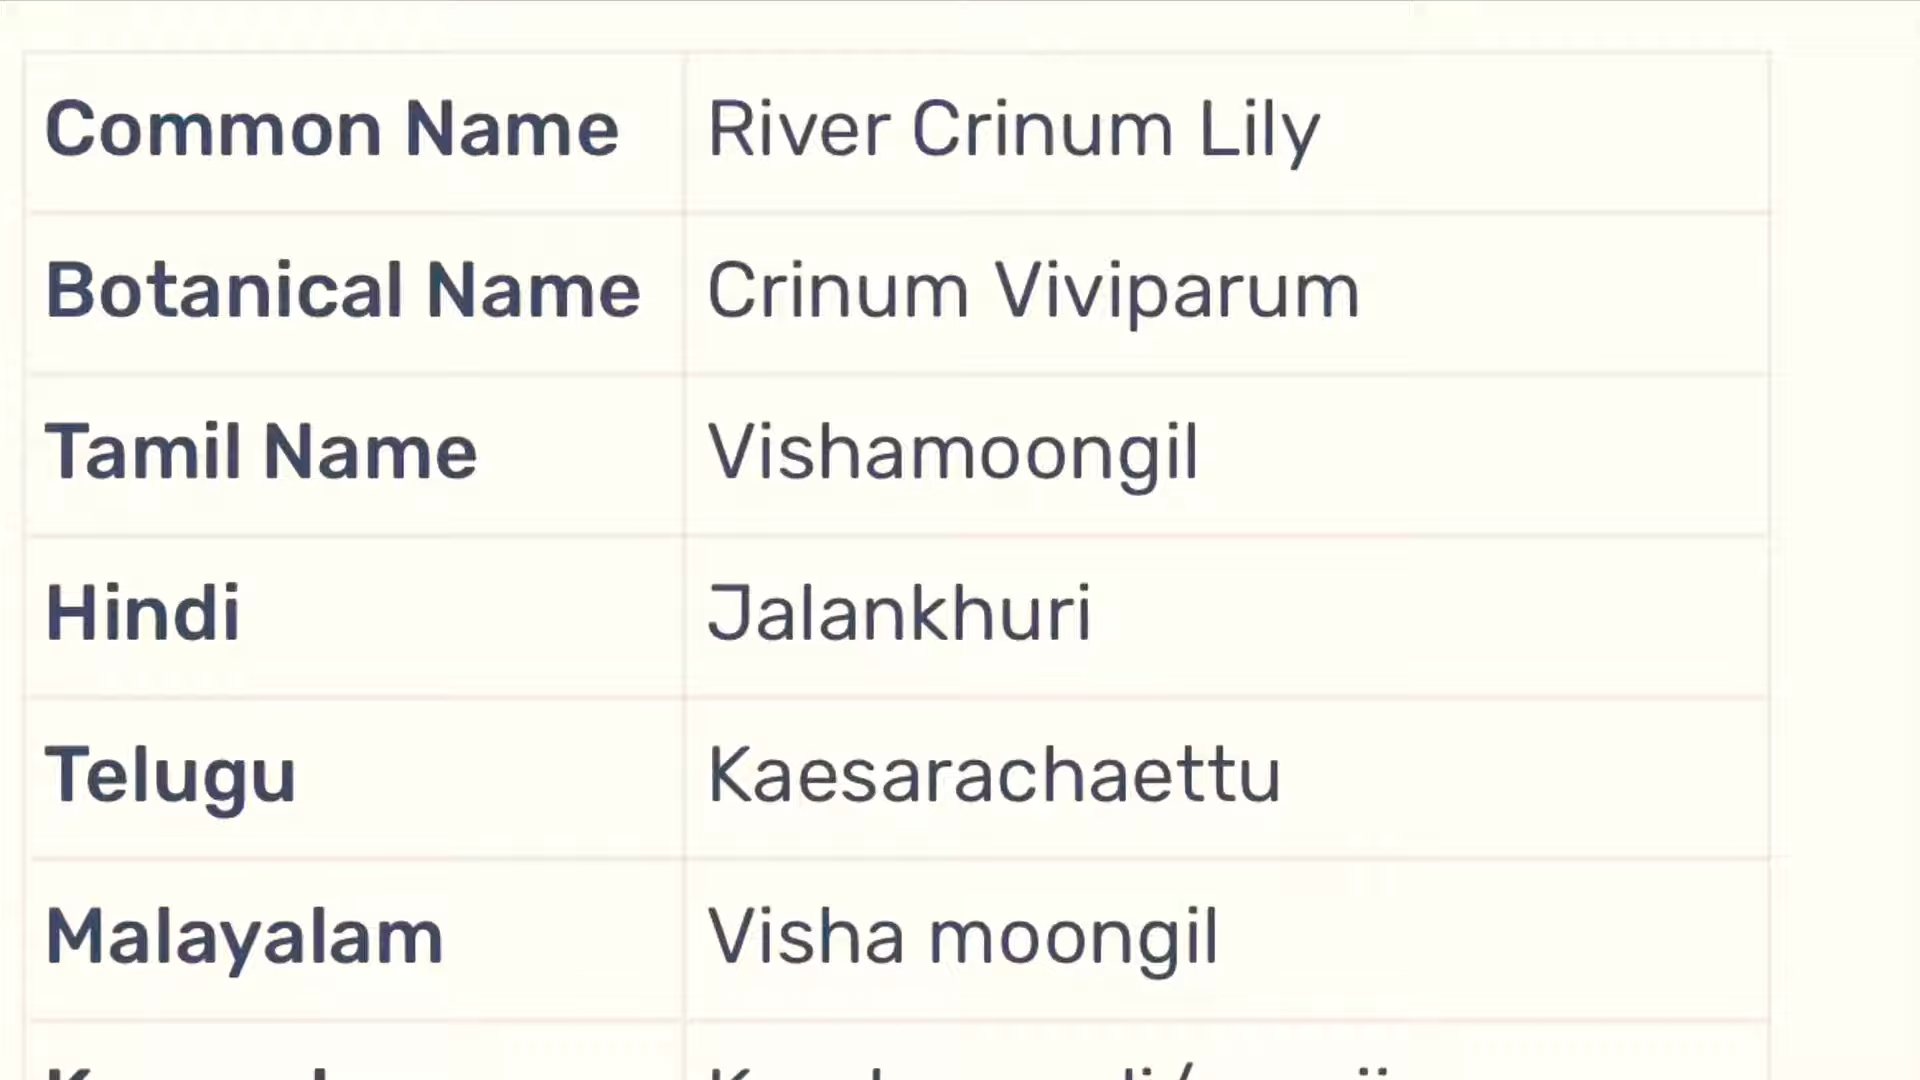 Common Name River Crinum Lily
Botanical Name Crinum Viviparum
Tamil Name Vishamoongil
Hindi Jalankhuri
Telugu Kaesarachaettu
Malayalam Visha moongil